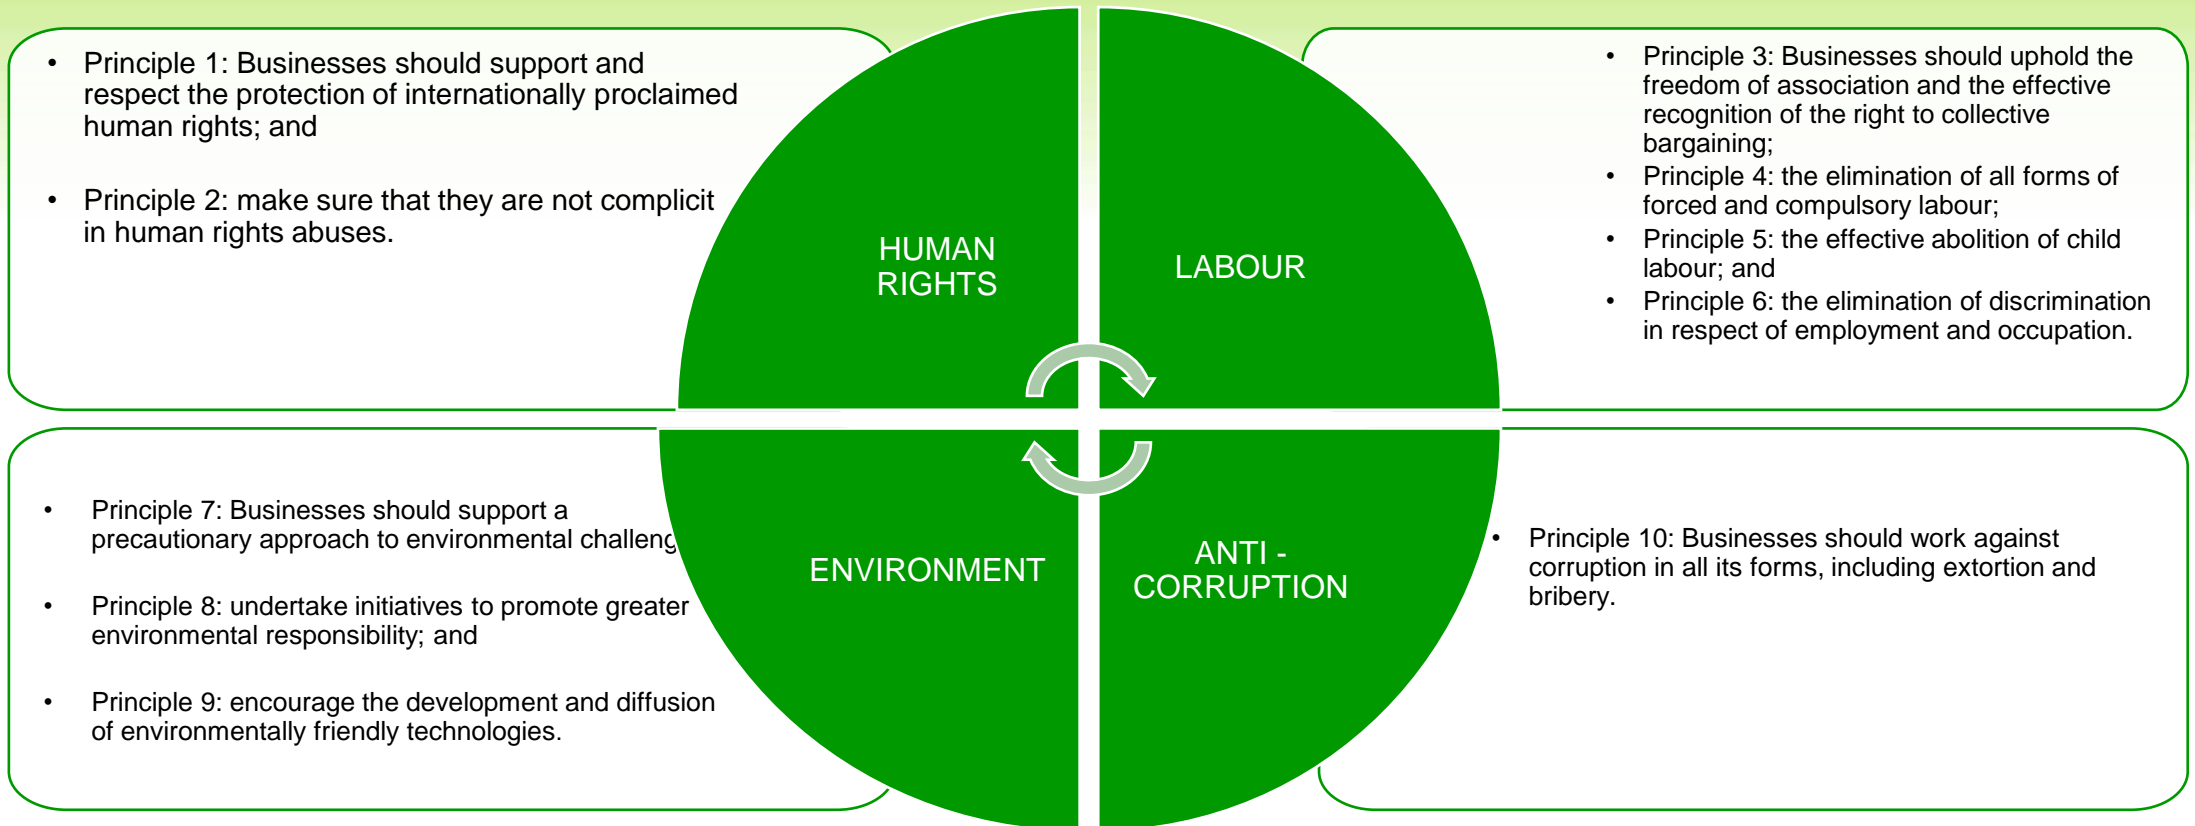 • Principle 1: Businesses should support and
respect the protection of internationally proclaimed
human rights; and
• Principle 2: make sure that they are not complicit
in human rights abuses.
HUMAN
RIGHTS
LABOUR
• Principle 3: Businesses should uphold the
freedom of association and the effective
recognition of the right to collective
bargaining;
• Principle 4: the elimination of all forms of
forced and compulsory labour;
• Principle 5: the effective abolition of child
labour; and
• Principle 6: the elimination of discrimination
in respect of employment and occupation.
• Principle 7: Businesses should support a
precautionary approach to environmental challeng
• Principle 8: undertake initiatives to promote greater
environmental responsibility; and
• Principle 9: encourage the development and diffusion
of environmentally friendly technologies.
ENVIRONMENT
ANTI -
CORRUPTION
• Principle 10: Businesses should work against
corruption in all its forms, including extortion and
bribery.